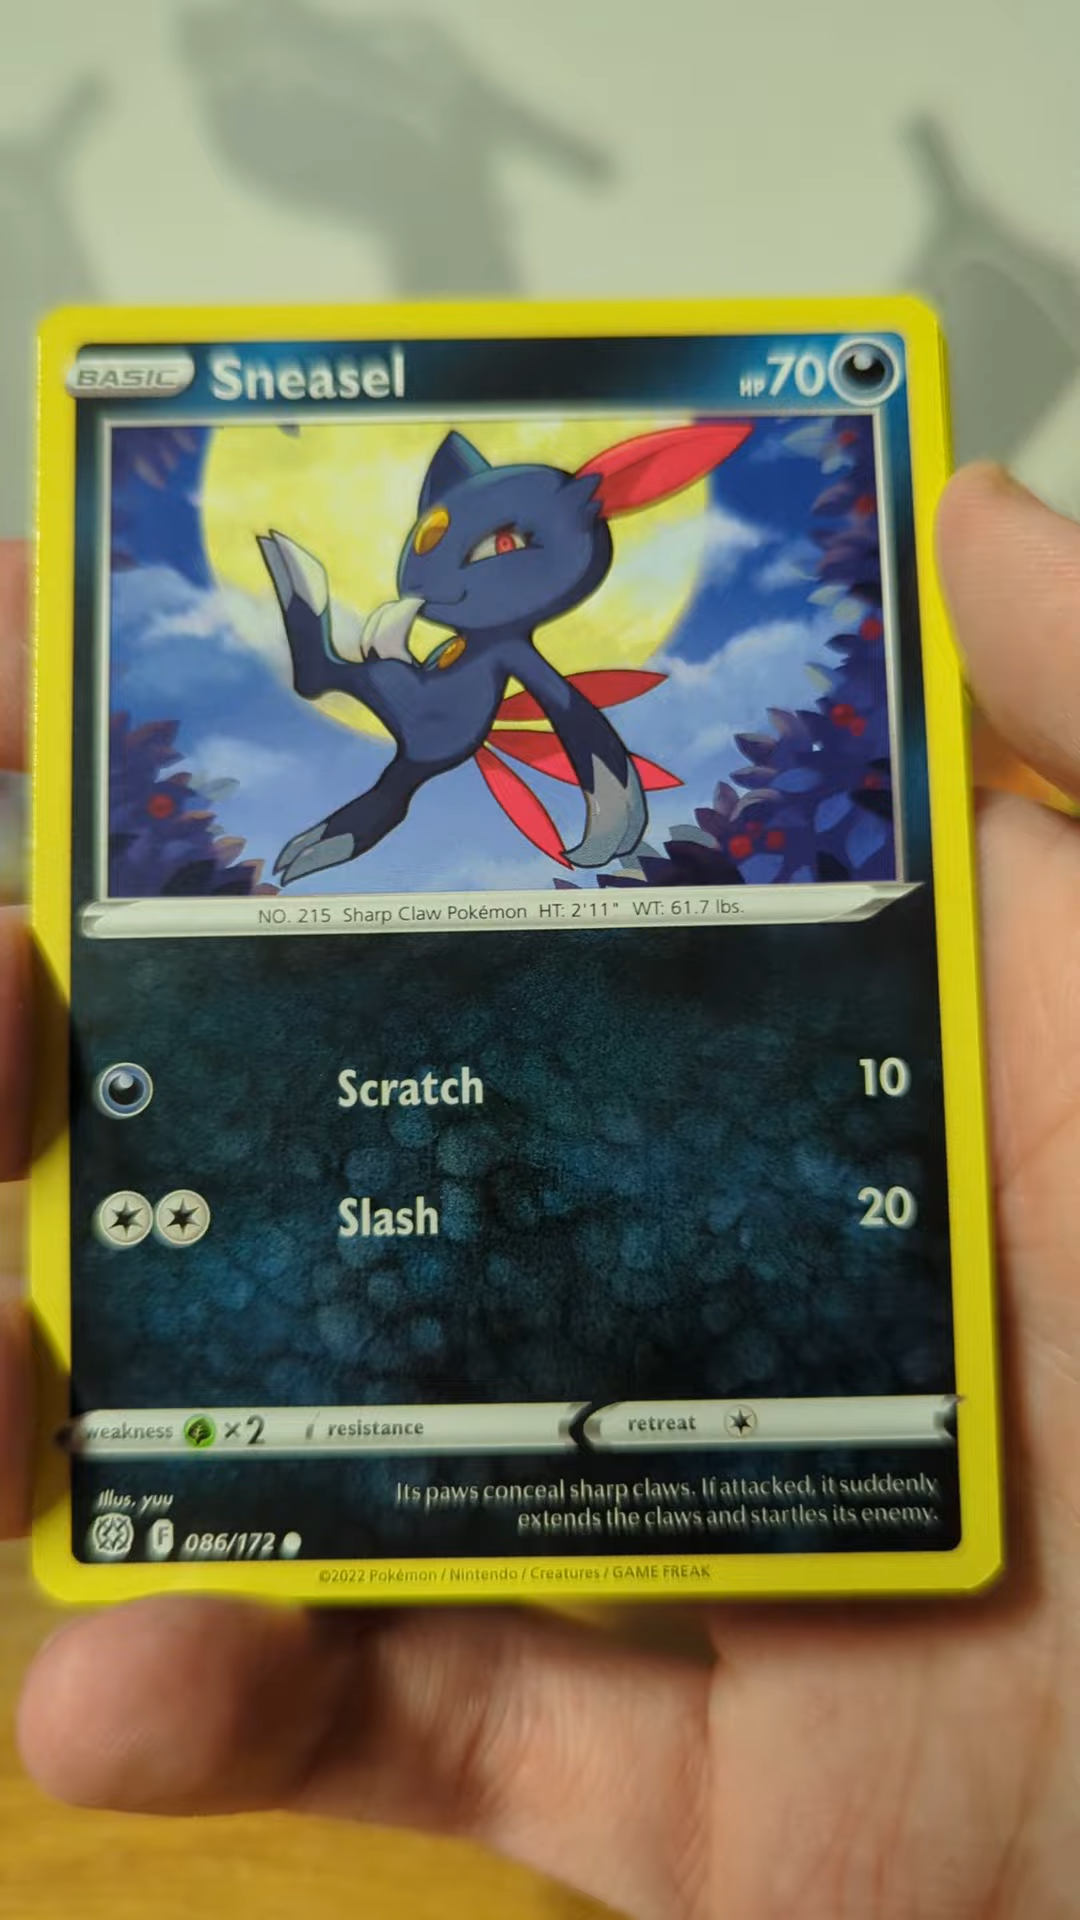 BASIC Sneasel HP 70
NO. 215 Sharp Claw Pokémon HT: 2'11" WT: 61.7 lbs.
Scratch 10
Slash 20
weakness ×2 resistance retreat
Its paws conceal sharp claws. If attacked, it suddenly
extends the claws and startles its enemy.
Illus. yuu
F 086/172
©2022 Pokémon / Nintendo / Creatures / GAME FREAK